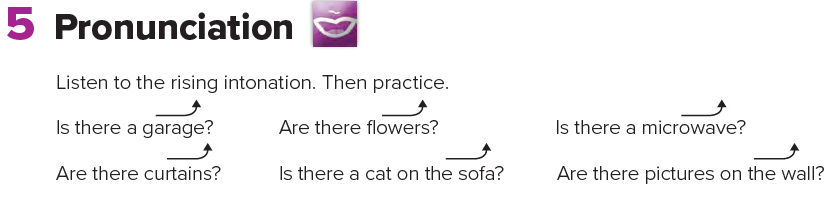 5 Pronunciation
Listen to the rising intonation. Then practice.
Is there a garage? Are there flowers? Is there a microwave?
Are there curtains? Is there a cat on the sofa? Are there pictures on the wall?